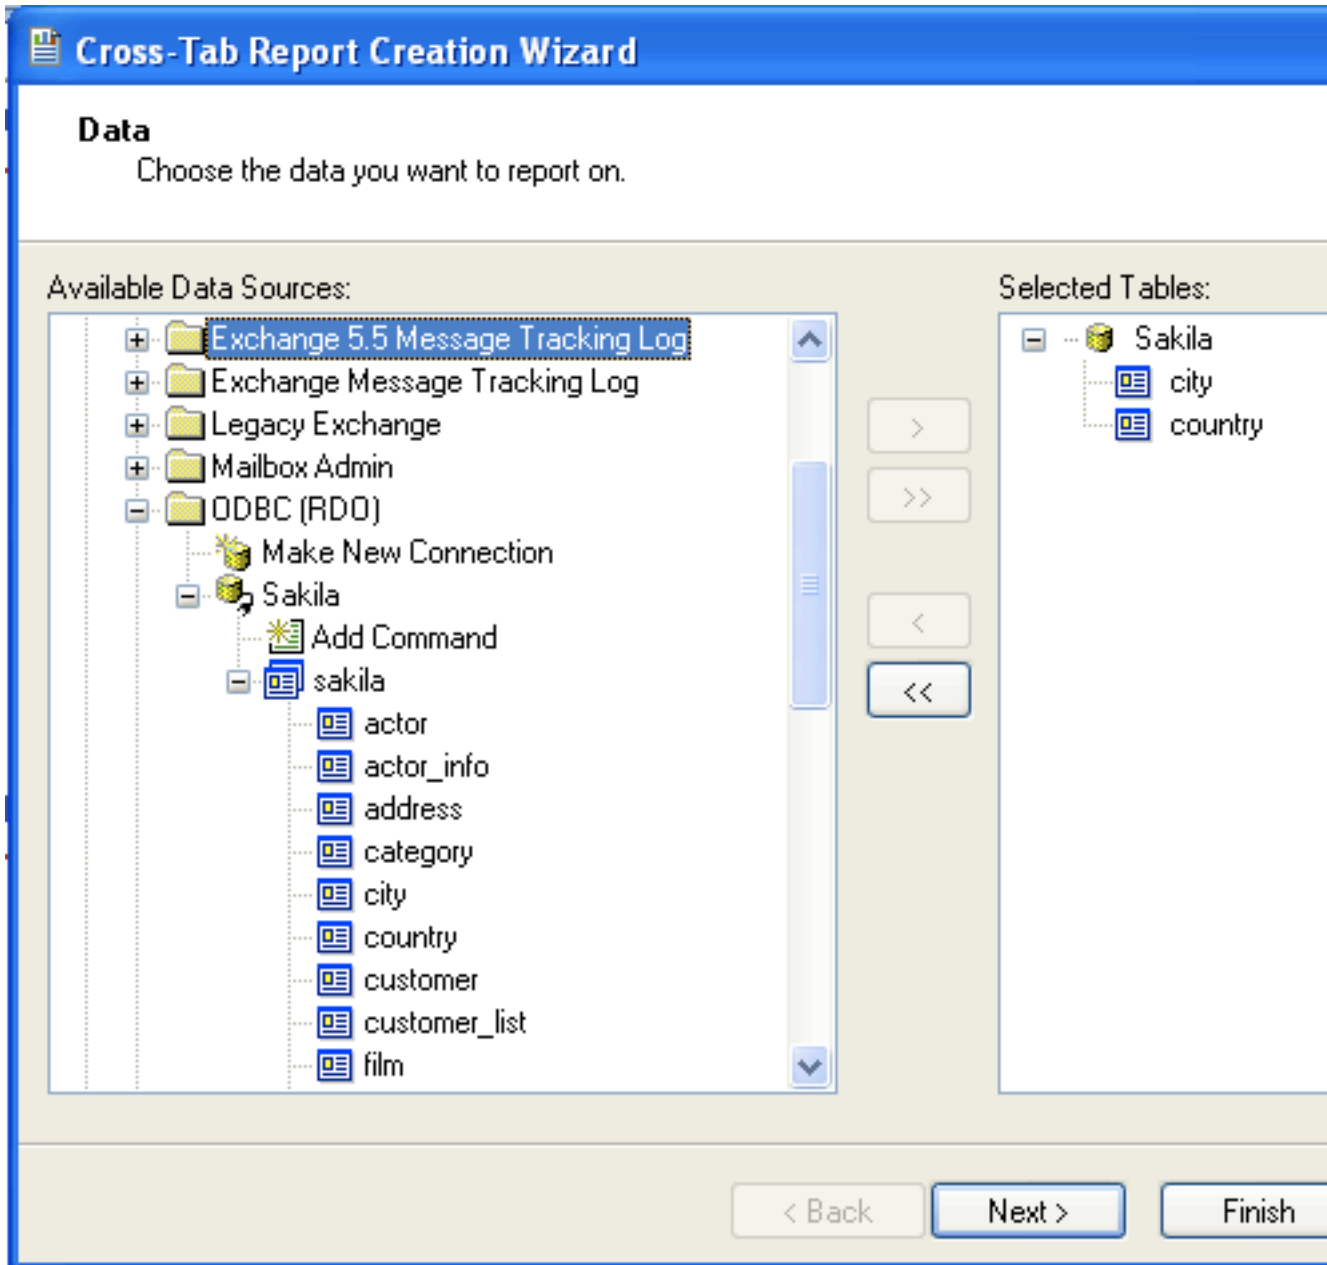 Cross-Tab Report Creation Wizard
Data
Choose the data you want to report on.
Available Data Sources:
Exchange 5.5 Message Tracking Log
Exchange Message Tracking Log
Legacy Exchange
Mailbox Admin
ODBC (RDO)
Make New Connection
Sakila
Add Command
sakila
actor
actor_info
address
category
city
country
customer
customer_list
film
>
>>
<
<<
Selected Tables:
Sakila
city
country
< Back
Next >
Finish